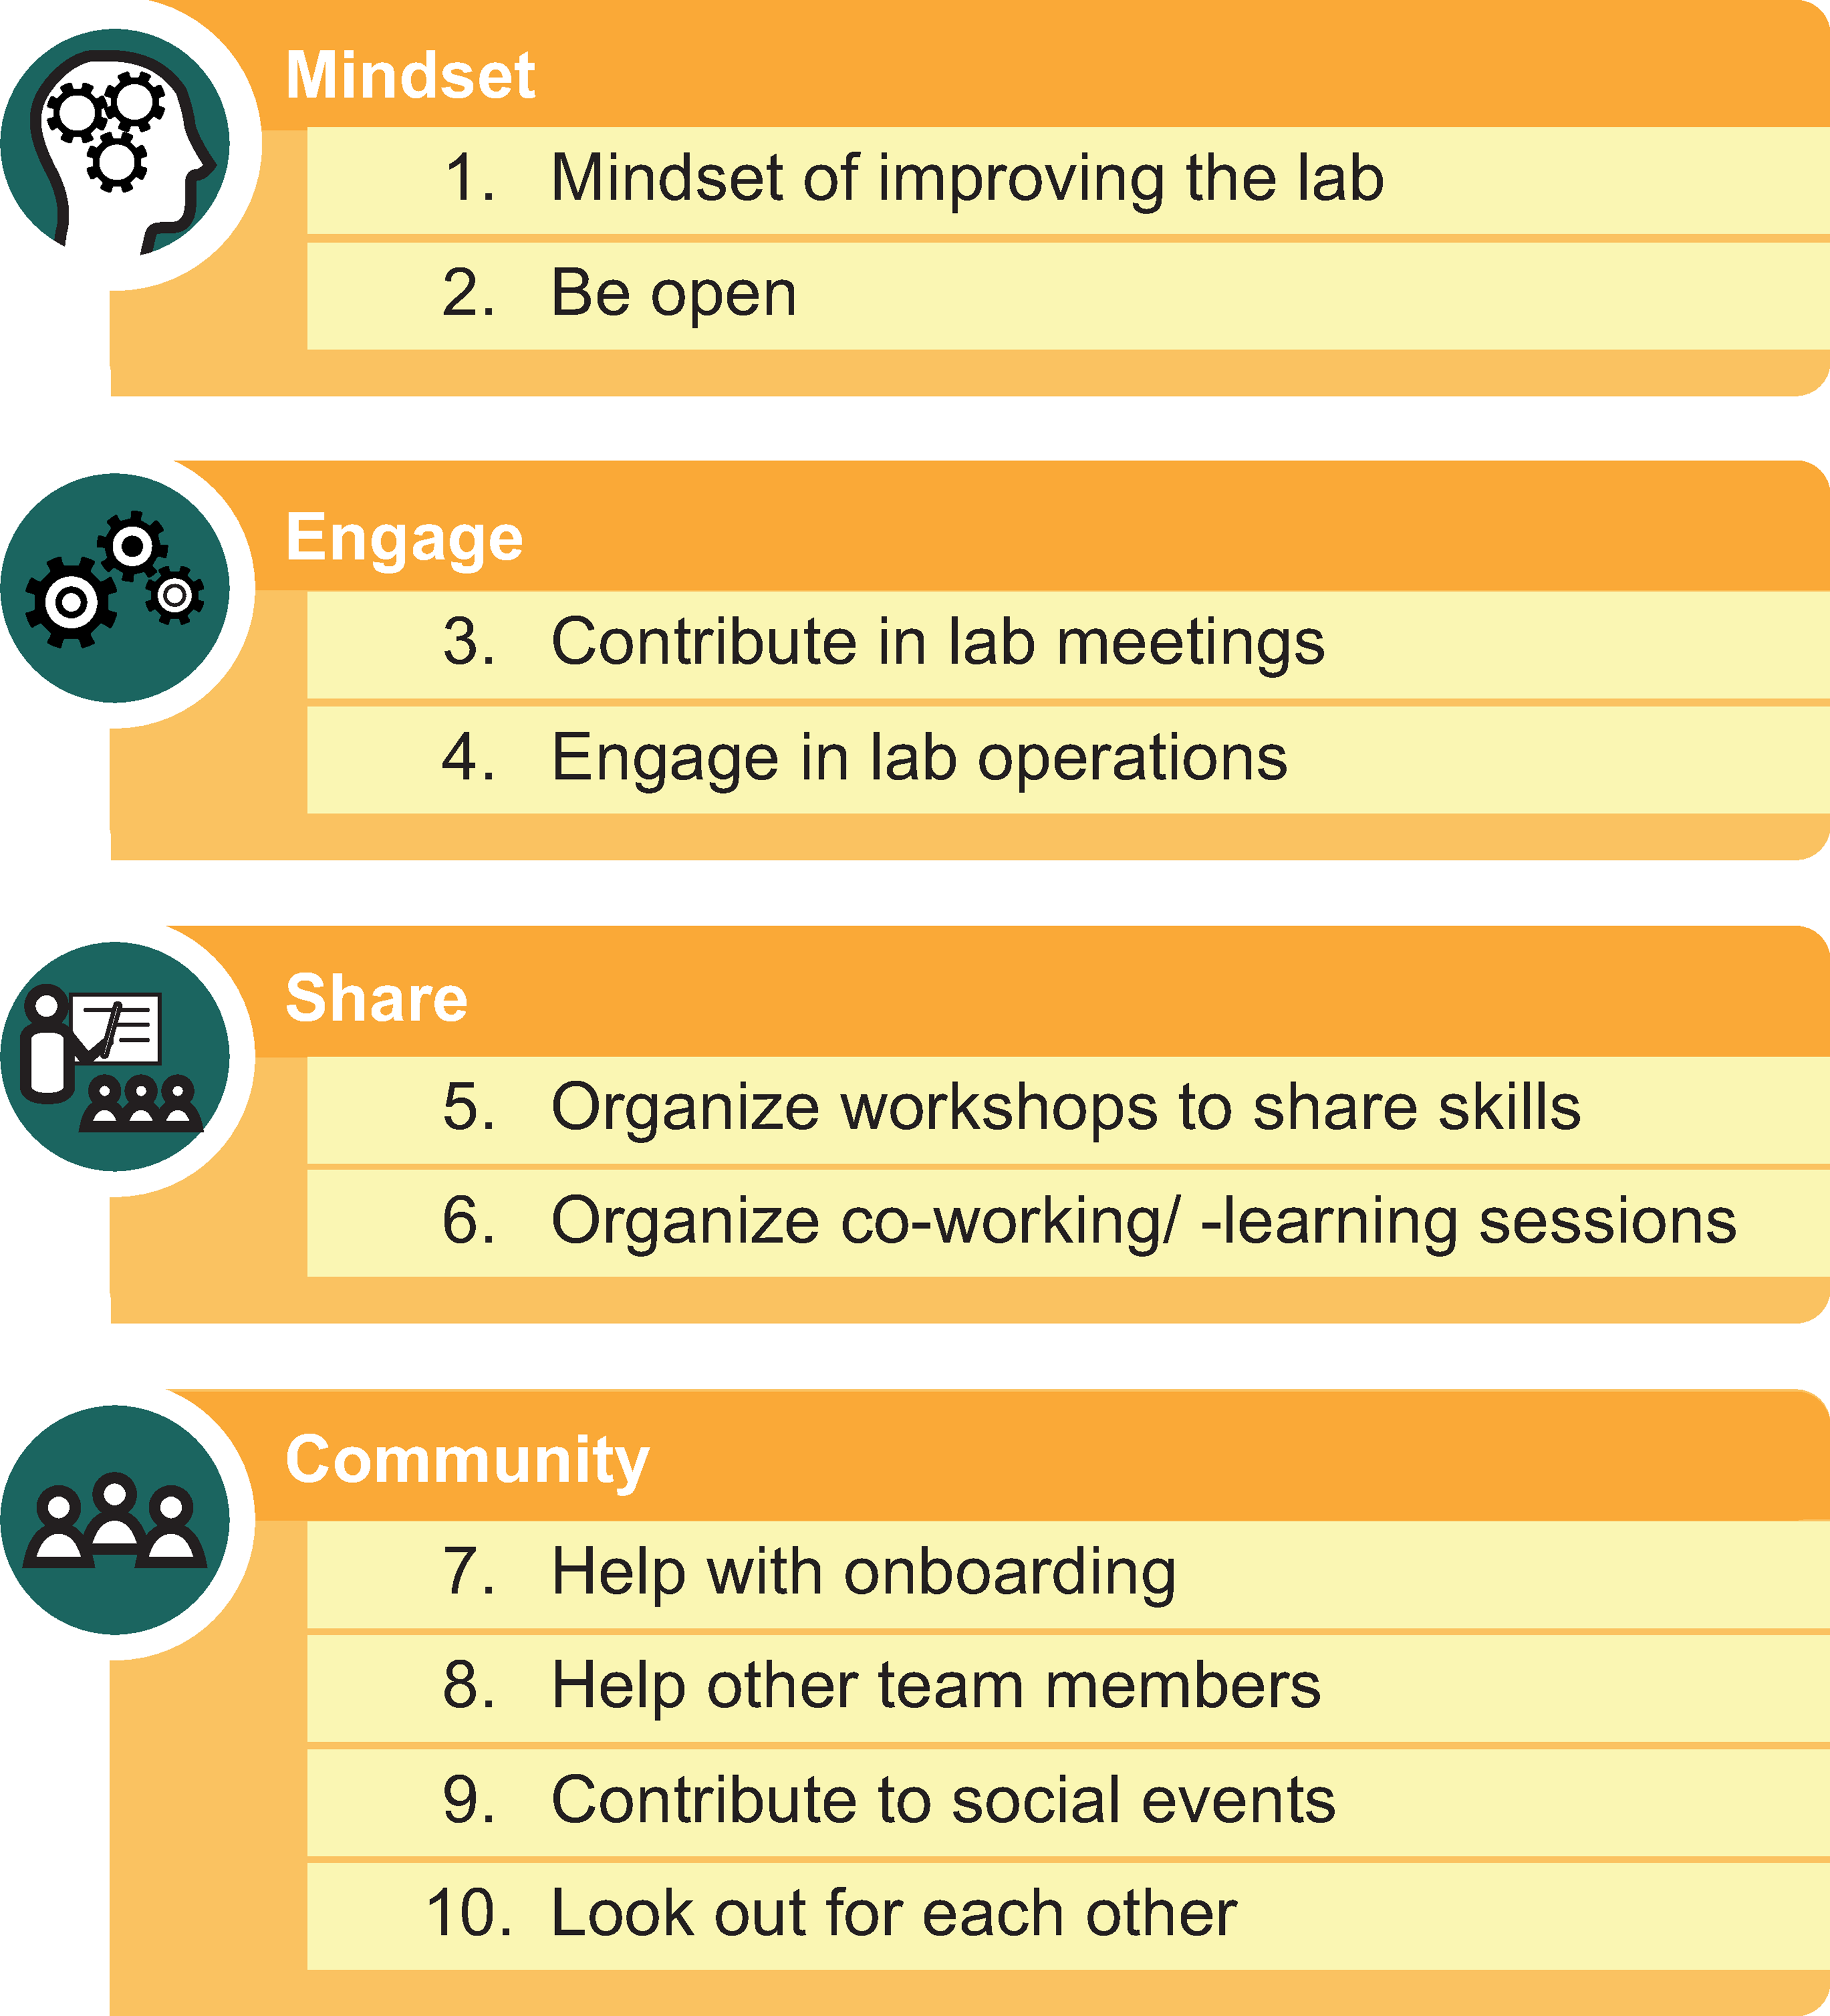 Mindset
1. Mindset of improving the lab
2. Be open
Engage
3. Contribute in lab meetings
4. Engage in lab operations
Share
5. Organize workshops to share skills
6. Organize co-working/ -learning sessions
Community
7. Help with onboarding
8. Help other team members
9. Contribute to social events
10. Look out for each other